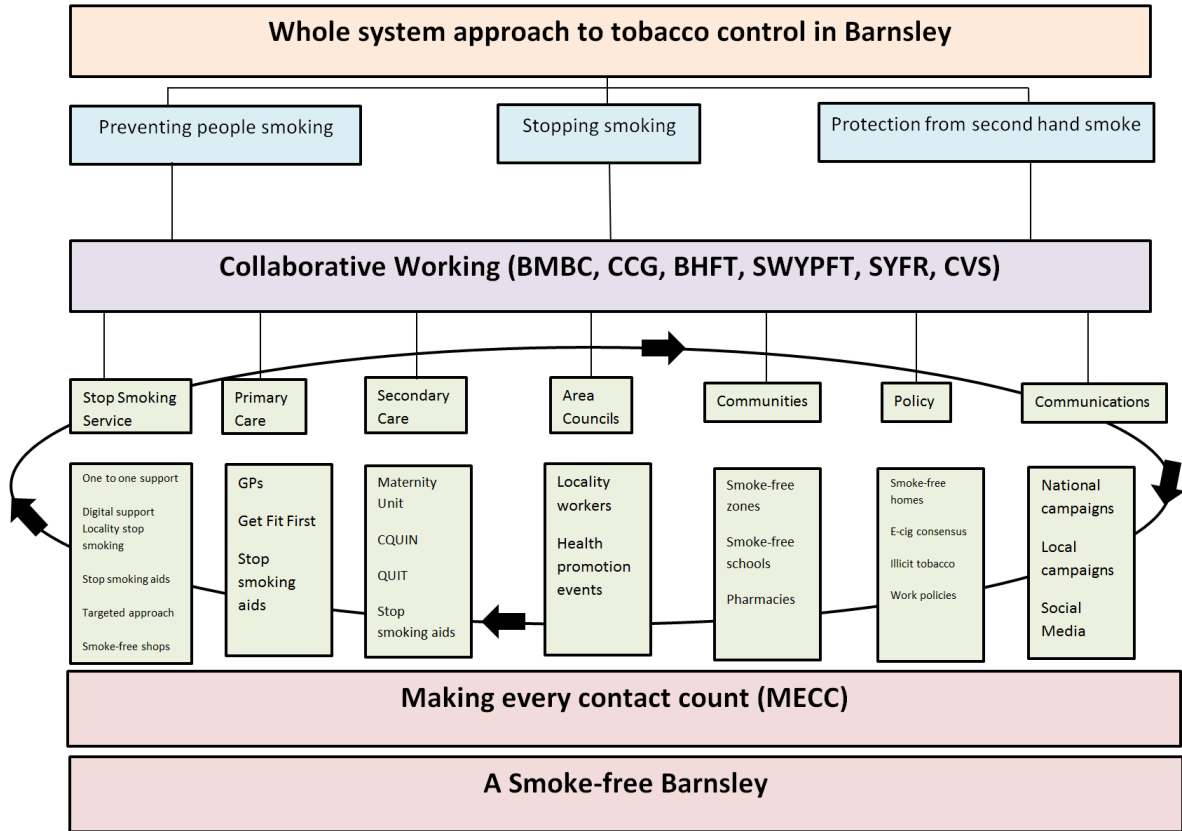 Whole system approach to tobacco control in Barnsley
Preventing people smoking
Stopping smoking
Protection from second hand smoke
Collaborative Working (BMBC, CCG, BHFT, SWYPFT, SYFR, CVS)
Stop Smoking
Service
Primary
Care
Secondary
Care
Area
Councils
Communities
Policy
Communications
One to one support
Digital support
Locality stop
smoking
Stop smoking aids
Targeted approach
Smoke-free shops
GPs
Get Fit First
Stop
smoking
aids
Maternity
Unit
CQUIN
QUIT
Stop
smoking aids
Locality
workers
Health
promotion
events
Smoke-free
zones
Smoke-free
schools
Pharmacies
Smoke-free
homes
E-cig consensus
Illicit tobacco
Work policies
National
campaigns
Local
campaigns
Social
Media
Making every contact count (MECC)
A Smoke-free Barnsley